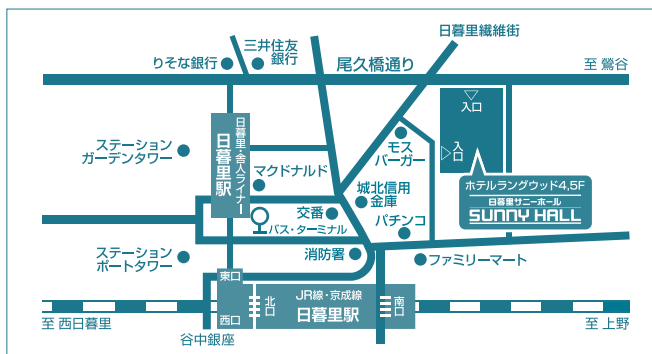 日暮里繊維街
三井住友
銀行
りそな銀行
尾久橋通り
至 鶯谷
入口
入口
ステーション
ガーデンタワー
日暮里・舎人ライナー
日暮里駅
モス
バーガー
マクドナルド
城北信用
金庫
ホテルラングウッド4,5F
日暮里サニーホール
SUNNY HALL
交番
バス・ターミナル
パチンコ
消防署
ステーション
ポートタワー
ファミリーマート
東口
西口
北口
JR線・京成線
日暮里駅
南口
至 西日暮里
谷中銀座
至 上野